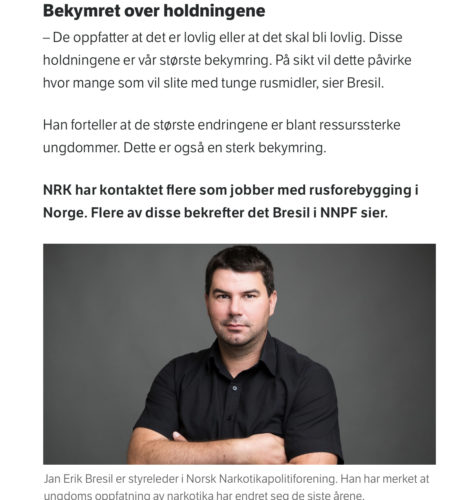 Bekymret over holdningene
– De oppfatter at det er lovlig eller at det skal bli lovlig. Disse
holdningene er vår største bekymring. På sikt vil dette påvirke
hvor mange som vil slite med tunge rusmidler, sier Bresil.
Han forteller at de største endringene er blant ressurssterke
ungdommer. Dette er også en sterk bekymring.
NRK har kontaktet flere som jobber med rusforebygging i
Norge. Flere av disse bekrefter det Bresil i NNPF sier.
Jan Erik Bresil er styreleder i Norsk Narkotikapolitiforening. Han har merket at
ungdoms oppfatning av narkotika har endret seg de siste årene.